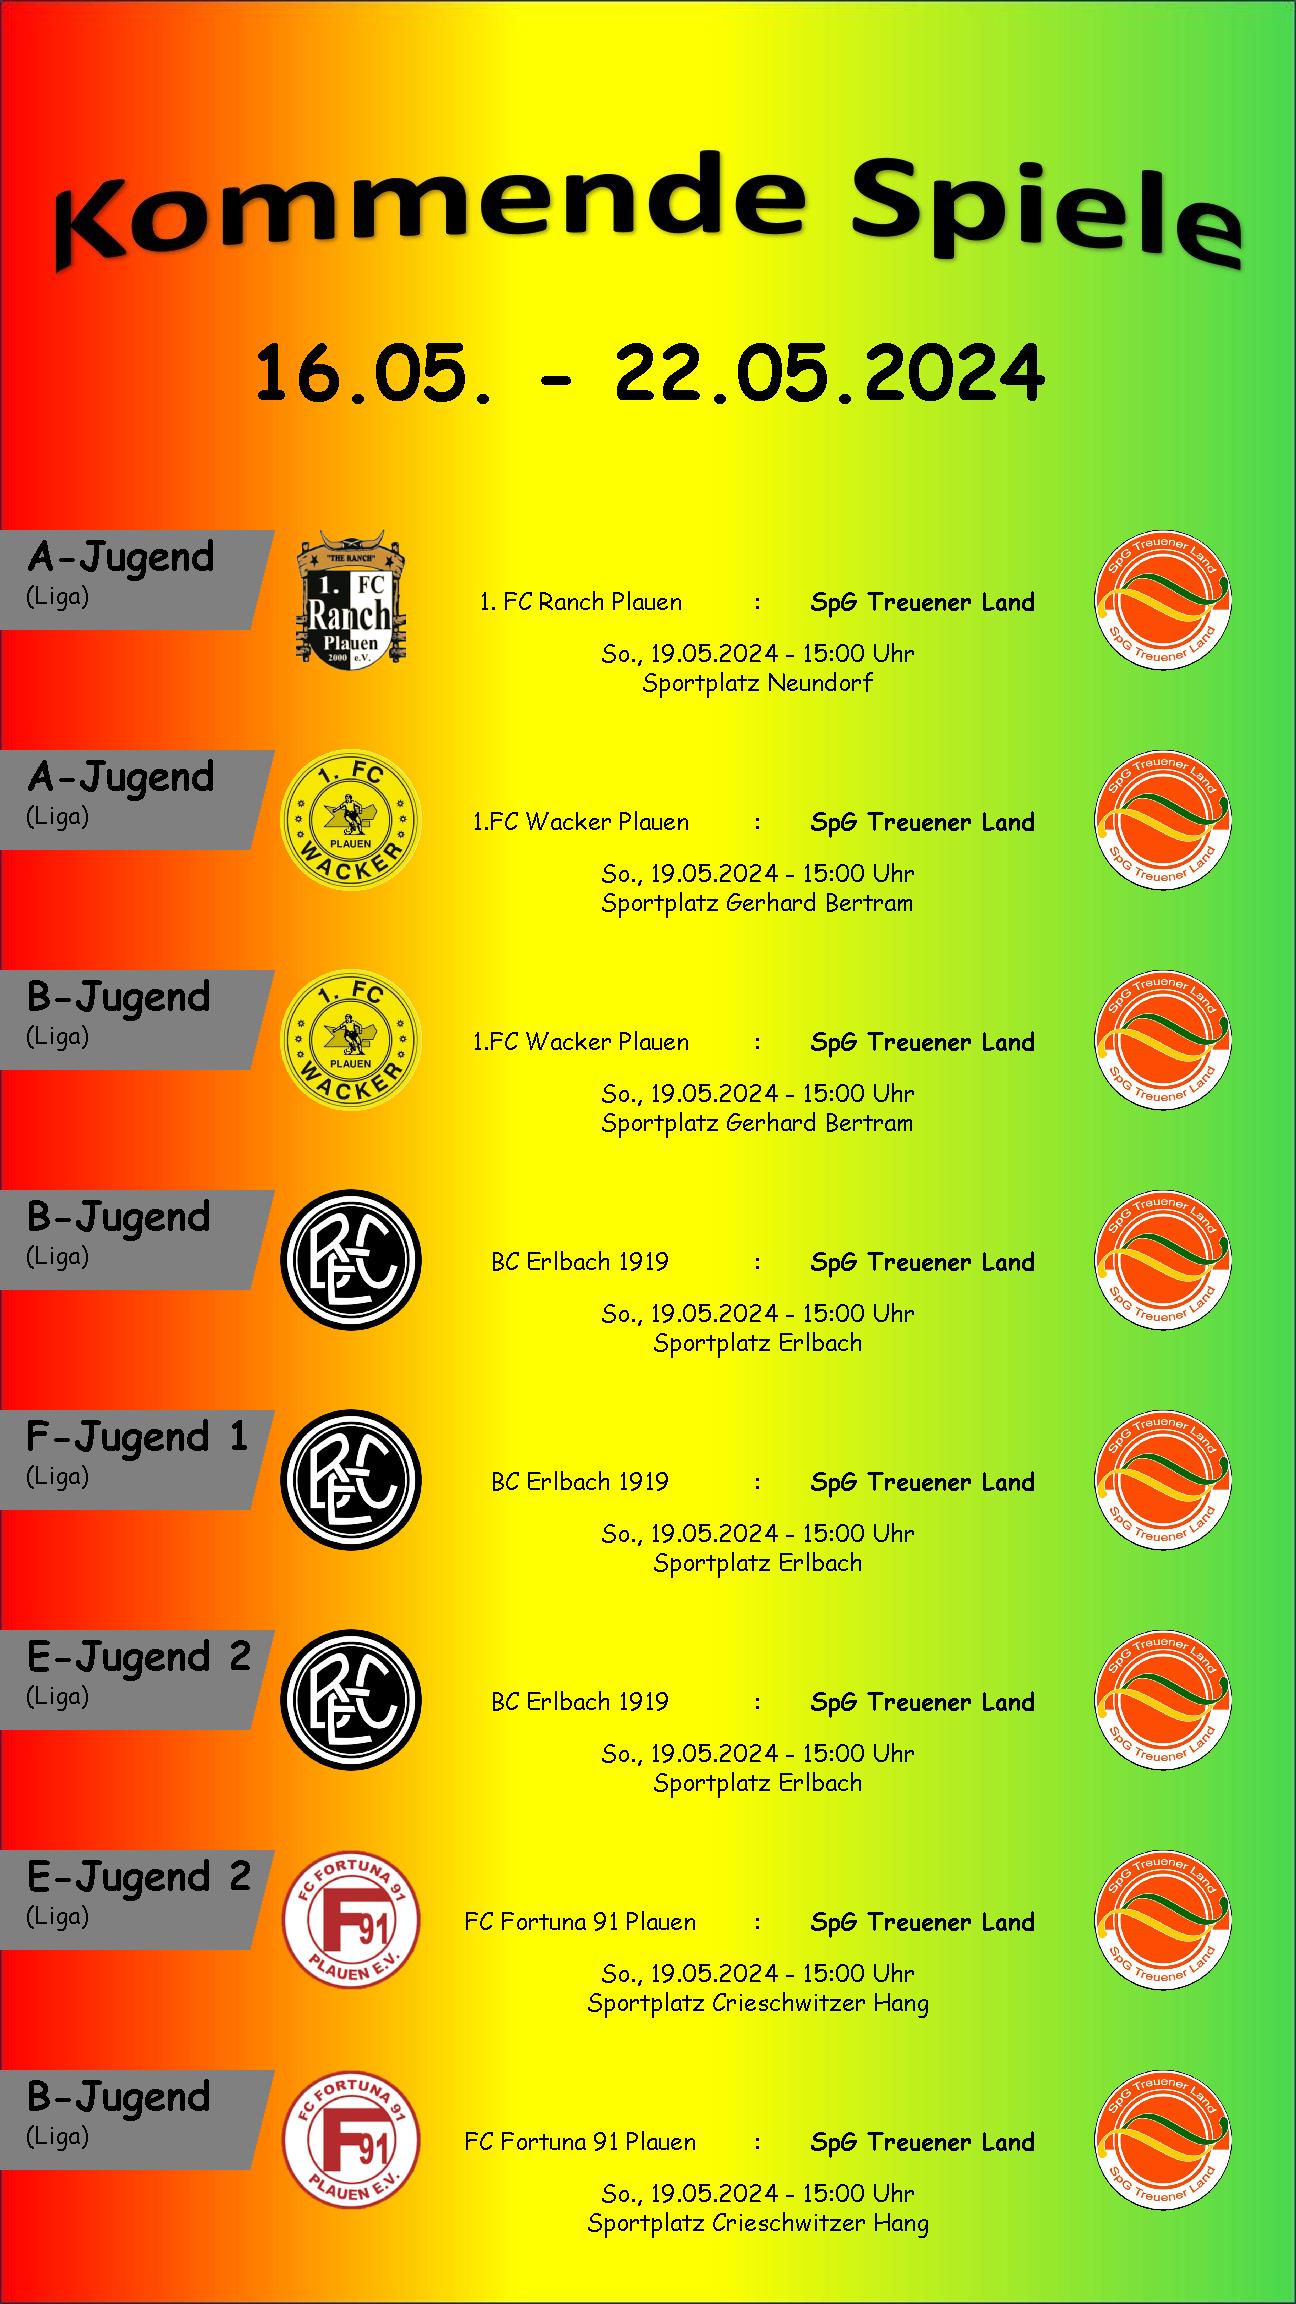 Kommende Spiele
16.05. - 22.05.2024
A-Jugend
(Liga)
"THE RANCH"
1. FC
Ranch
Plauen
2000 e.V.
1. FC Ranch Plauen : SpG Treuener Land
So., 19.05.2024 - 15:00 Uhr
Sportplatz Neundorf
SpG Treuener Land
SpG Treuener Land
A-Jugend
(Liga)
1. FC
PLAUEN
WACKER
1.FC Wacker Plauen : SpG Treuener Land
So., 19.05.2024 - 15:00 Uhr
Sportplatz Gerhard Bertram
SpG Treuener Land
SpG Treuener Land
B-Jugend
(Liga)
1. FC
PLAUEN
WACKER
1.FC Wacker Plauen : SpG Treuener Land
So., 19.05.2024 - 15:00 Uhr
Sportplatz Gerhard Bertram
SpG Treuener Land
SpG Treuener Land
B-Jugend
(Liga)
BC Erlbach 1919 : SpG Treuener Land
So., 19.05.2024 - 15:00 Uhr
Sportplatz Erlbach
SpG Treuener Land
SpG Treuener Land
F-Jugend 1
(Liga)
BC Erlbach 1919 : SpG Treuener Land
So., 19.05.2024 - 15:00 Uhr
Sportplatz Erlbach
SpG Treuener Land
SpG Treuener Land
E-Jugend 2
(Liga)
BC Erlbach 1919 : SpG Treuener Land
So., 19.05.2024 - 15:00 Uhr
Sportplatz Erlbach
SpG Treuener Land
SpG Treuener Land
E-Jugend 2
(Liga)
FC FORTUNA 91
F91
PLAUEN E.V.
FC Fortuna 91 Plauen : SpG Treuener Land
So., 19.05.2024 - 15:00 Uhr
Sportplatz Crieschwitzer Hang
SpG Treuener Land
SpG Treuener Land
B-Jugend
(Liga)
FC FORTUNA 91
F91
PLAUEN E.V.
FC Fortuna 91 Plauen : SpG Treuener Land
So., 19.05.2024 - 15:00 Uhr
Sportplatz Crieschwitzer Hang
SpG Treuener Land
SpG Treuener Land